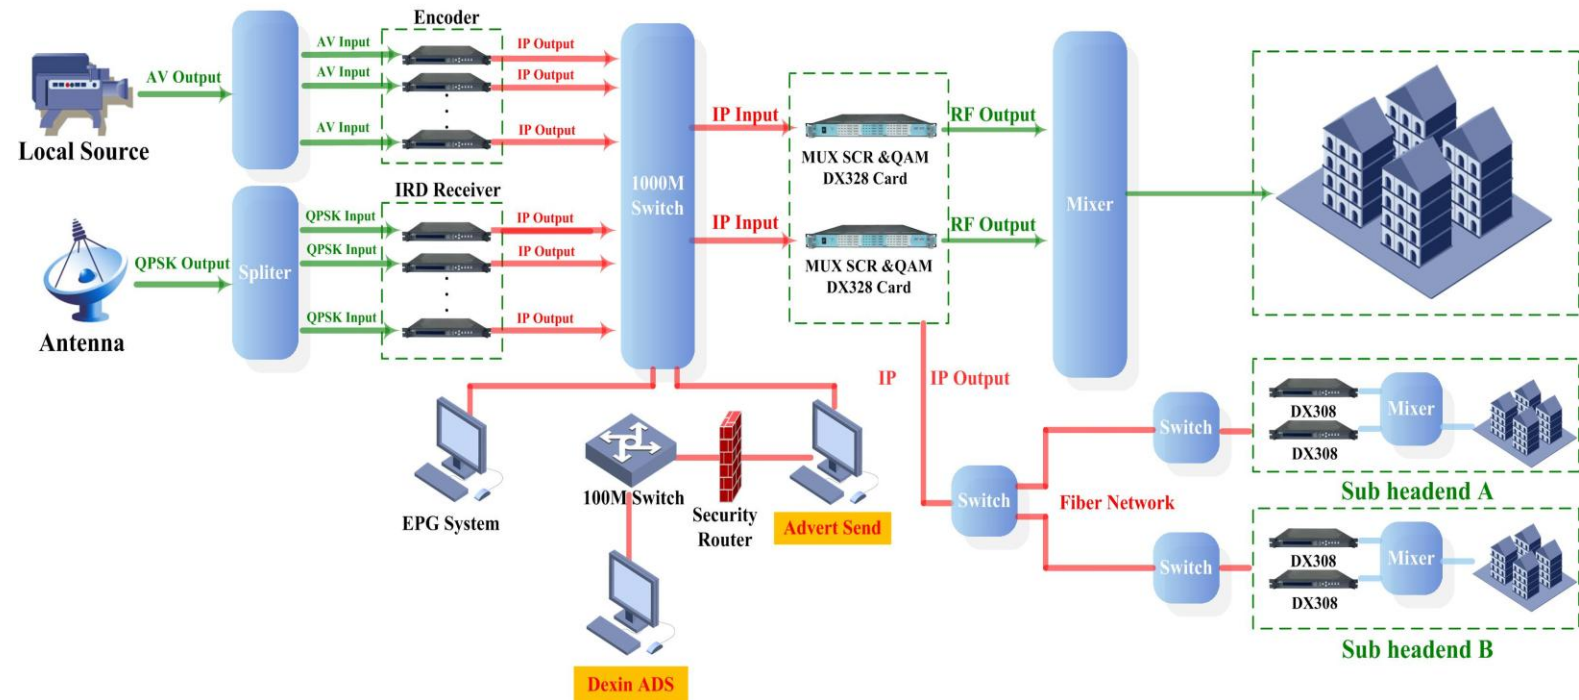 Encoder
AV Input
IP Output
AV Output
AV Input
IP Output
AV Input
IP Output
Local Source
IP Input
RF Output
MUX SCR &QAM
DX328 Card
IRD Receiver
1000M
Switch
Mixer
QPSK Input
IP Output
IP Input
RF Output
QPSK Input
IP Output
QPSK Output
Spliter
MUX SCR &QAM
DX328 Card
QPSK Input
IP Output
Antenna
IP
IP Output
DX308
Mixer
Switch
DX308
Sub headend A
100M Switch
Switch
Fiber Network
EPG System
Security
Router
Advert Send
Switch
DX308
Mixer
DX308
Sub headend B
Dexin ADS